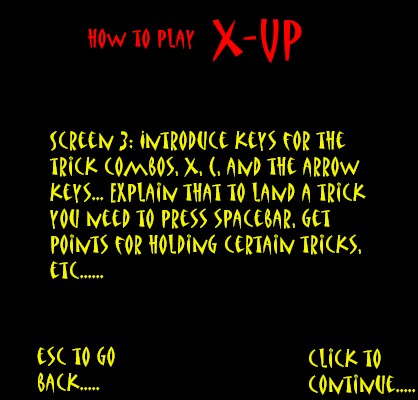 HOW TO PLAY X-UP
SCREEN 3: INTRODUCE KEYS FOR THE
TRICK COMBOS, X, C, AND THE ARROW
KEYS... EXPLAIN THAT TO LAND A TRICK
YOU NEED TO PRESS SPACEBAR, GET
POINTS FOR HOLDING CERTAIN TRICKS,
ETC......
ESC TO GO
BACK.....
CLICK TO
CONTINUE.....